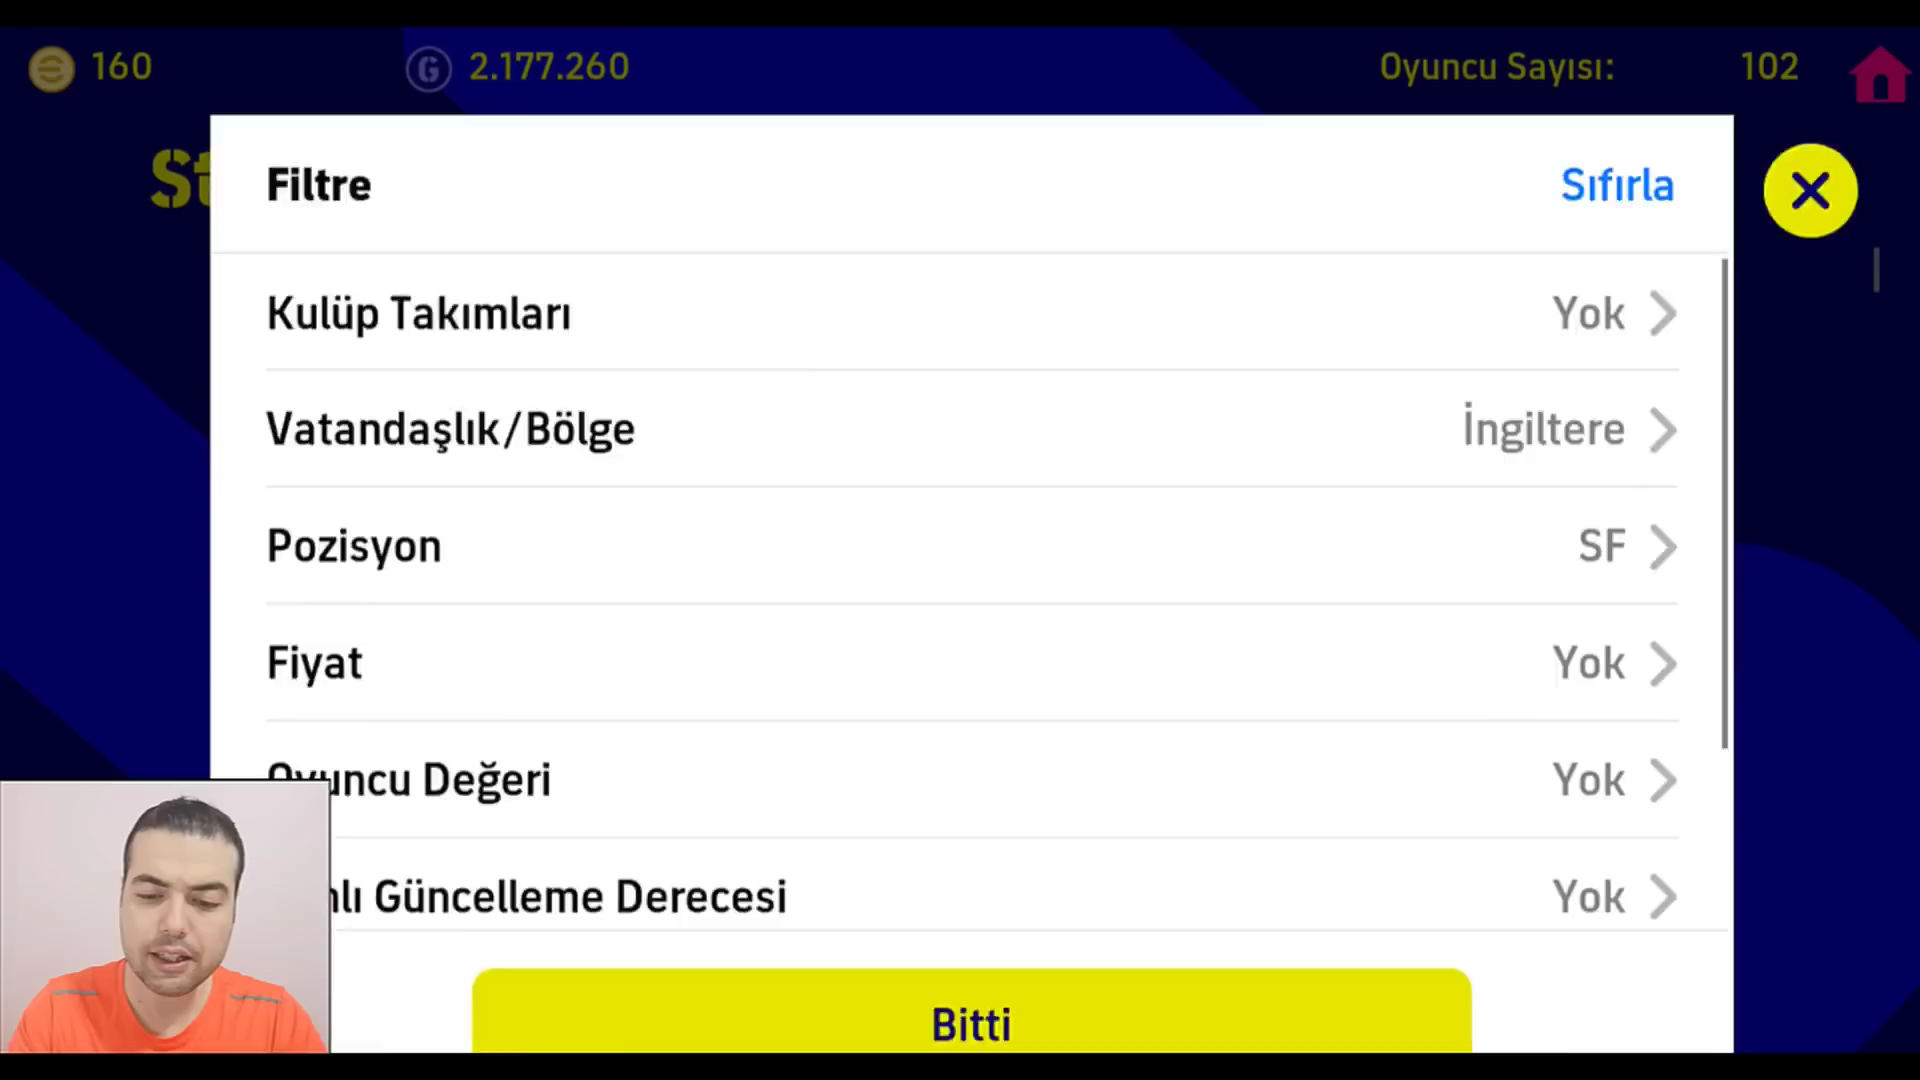 160
2.177.260
Oyuncu Sayısı: 102
Filtre
Sıfırla
Kulüp Takımları Yok
Vatandaşlık/Bölge İngiltere
Pozisyon SF
Fiyat Yok
Oyuncu Değeri Yok
Güncelleme Derecesi Yok
Bitti